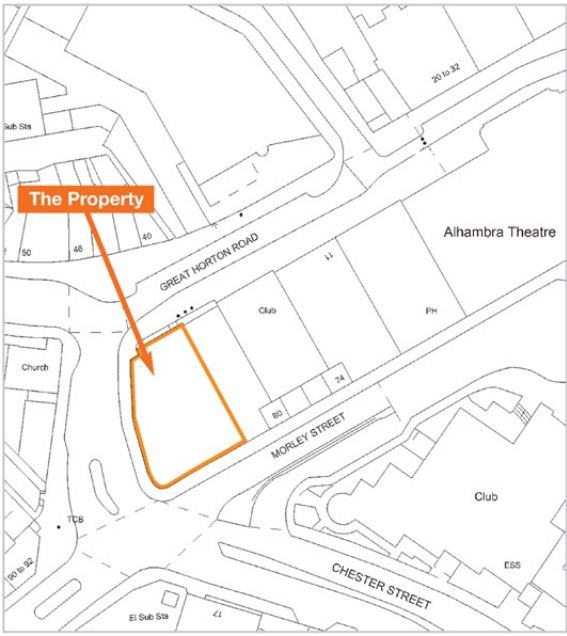 20 to 32
Sub Sta
The Property
50
48
40
GREAT HORTON ROAD
Alhambra Theatre
11
Club
PH
Church
74
80
MORLEY STREET
Club
TCB
90 to 92
ESS
CHESTER STREET
El Sub Sta
17